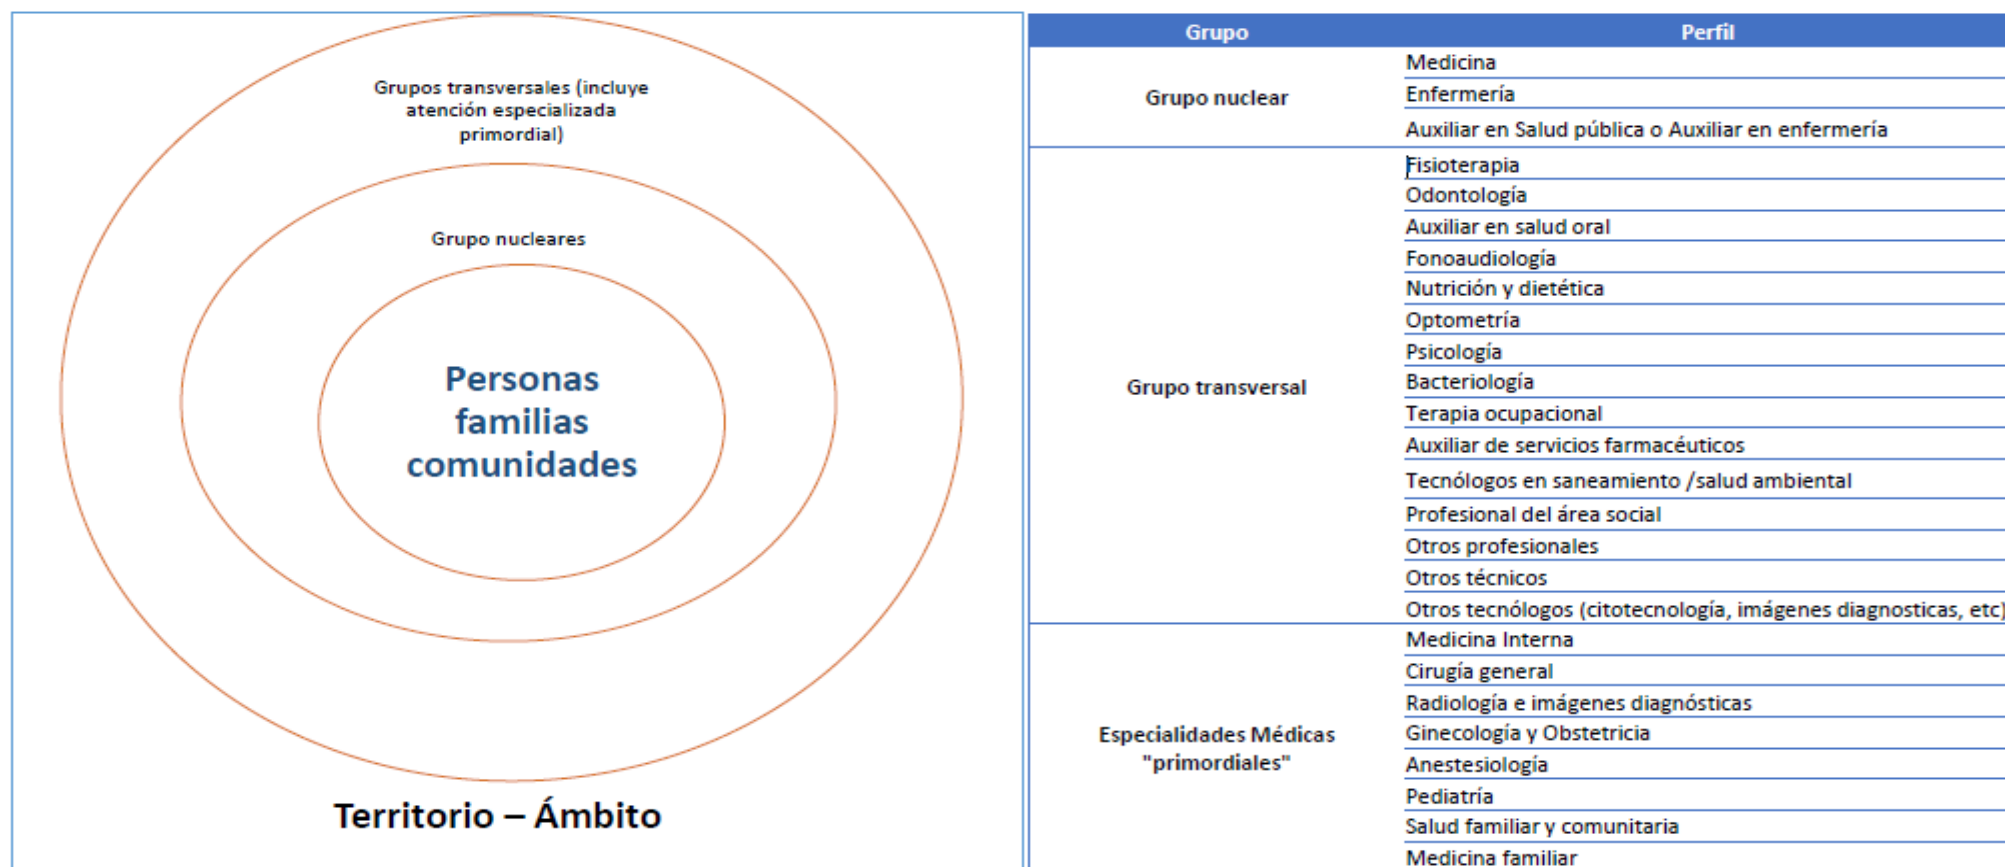 Grupos transversales (incluye
atención especializada
primordial)
Grupo nucleares
Personas
familias
comunidades
Territorio – Ámbito
Grupo
Perfil
Grupo nuclear
Medicina
Enfermería
Auxiliar en Salud pública o Auxiliar en enfermería
Grupo transversal
Fisioterapia
Odontología
Auxiliar en salud oral
Fonoaudiología
Nutrición y dietética
Optometría
Psicología
Bacteriología
Terapia ocupacional
Auxiliar de servicios farmacéuticos
Tecnólogos en saneamiento /salud ambiental
Profesional del área social
Otros profesionales
Otros técnicos
Otros tecnólogos (citotecnología, imágenes diagnosticas, etc)
Especialidades Médicas
"primordiales"
Medicina Interna
Cirugía general
Radiología e imágenes diagnósticas
Ginecología y Obstetricia
Anestesiología
Pediatría
Salud familiar y comunitaria
Medicina familiar